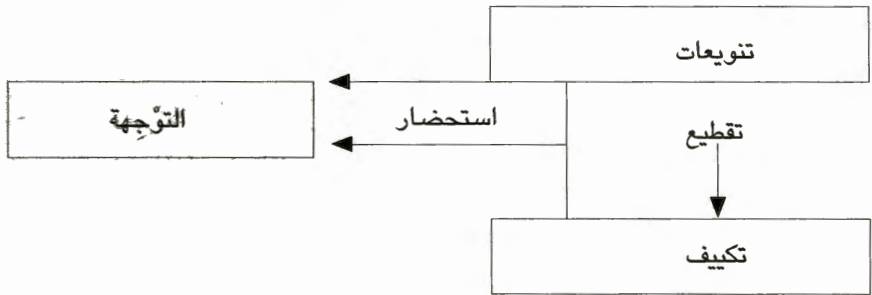 تنويعات
استحضار
التوّجِهة
تقطيع
تكييف